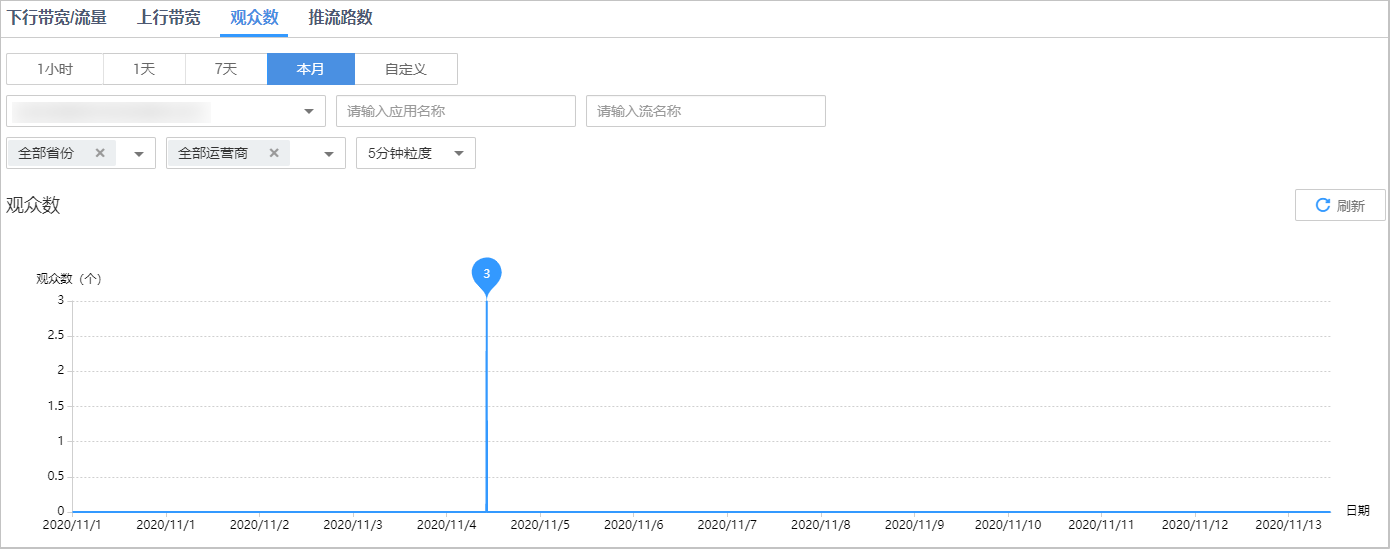 下行带宽/流量 上行带宽 观众数 推流路数
1小时 1天 7天 本月 自定义
请输入应用名称 请输入流名称
全部省份 × 全部运营商 × 5分钟粒度
观众数 刷新
观众数（个）
3
3
2.5
2
1.5
1
0.5
0
日期
2020/11/1 2020/11/1 2020/11/2 2020/11/3 2020/11/4 2020/11/5 2020/11/6 2020/11/7 2020/11/8 2020/11/9 2020/11/10 2020/11/11 2020/11/12 2020/11/13